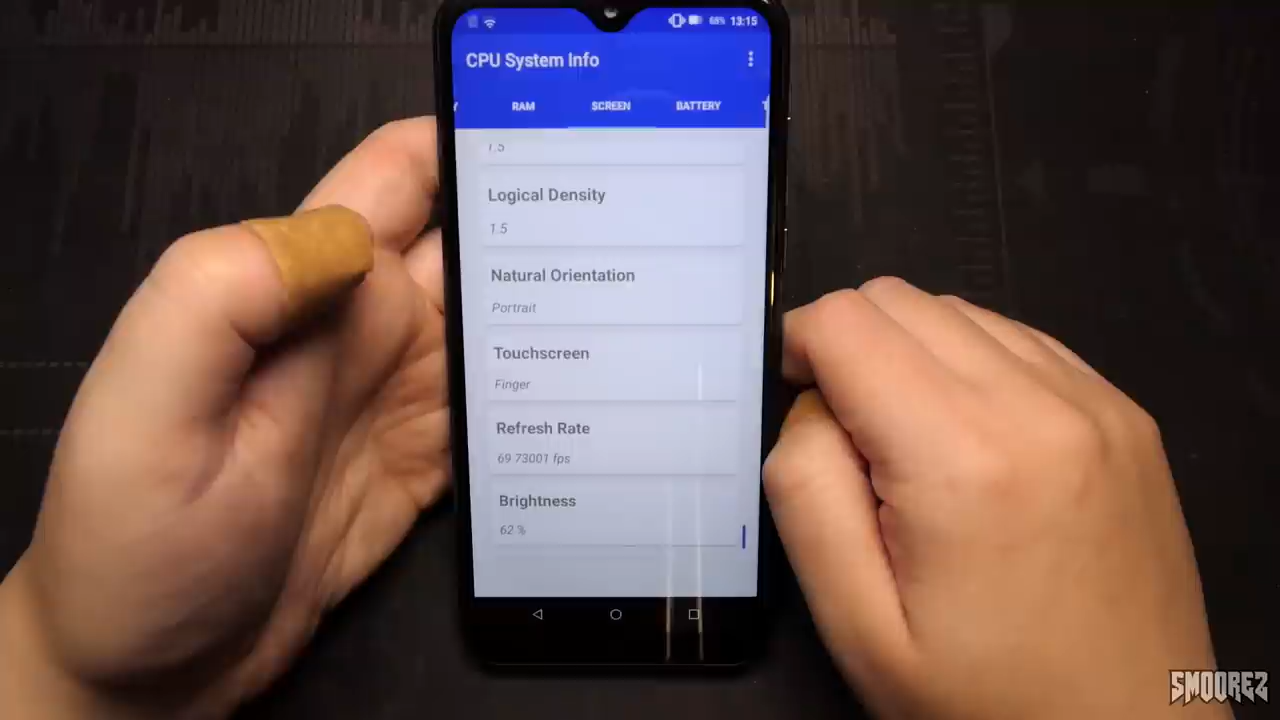 68% 13:15
CPU System Info
RAM SCREEN BATTERY
1.5
Logical Density
1.5
Natural Orientation
Portrait
Touchscreen
Finger
Refresh Rate
69.73001 fps
Brightness
62 %
SMOOREZ